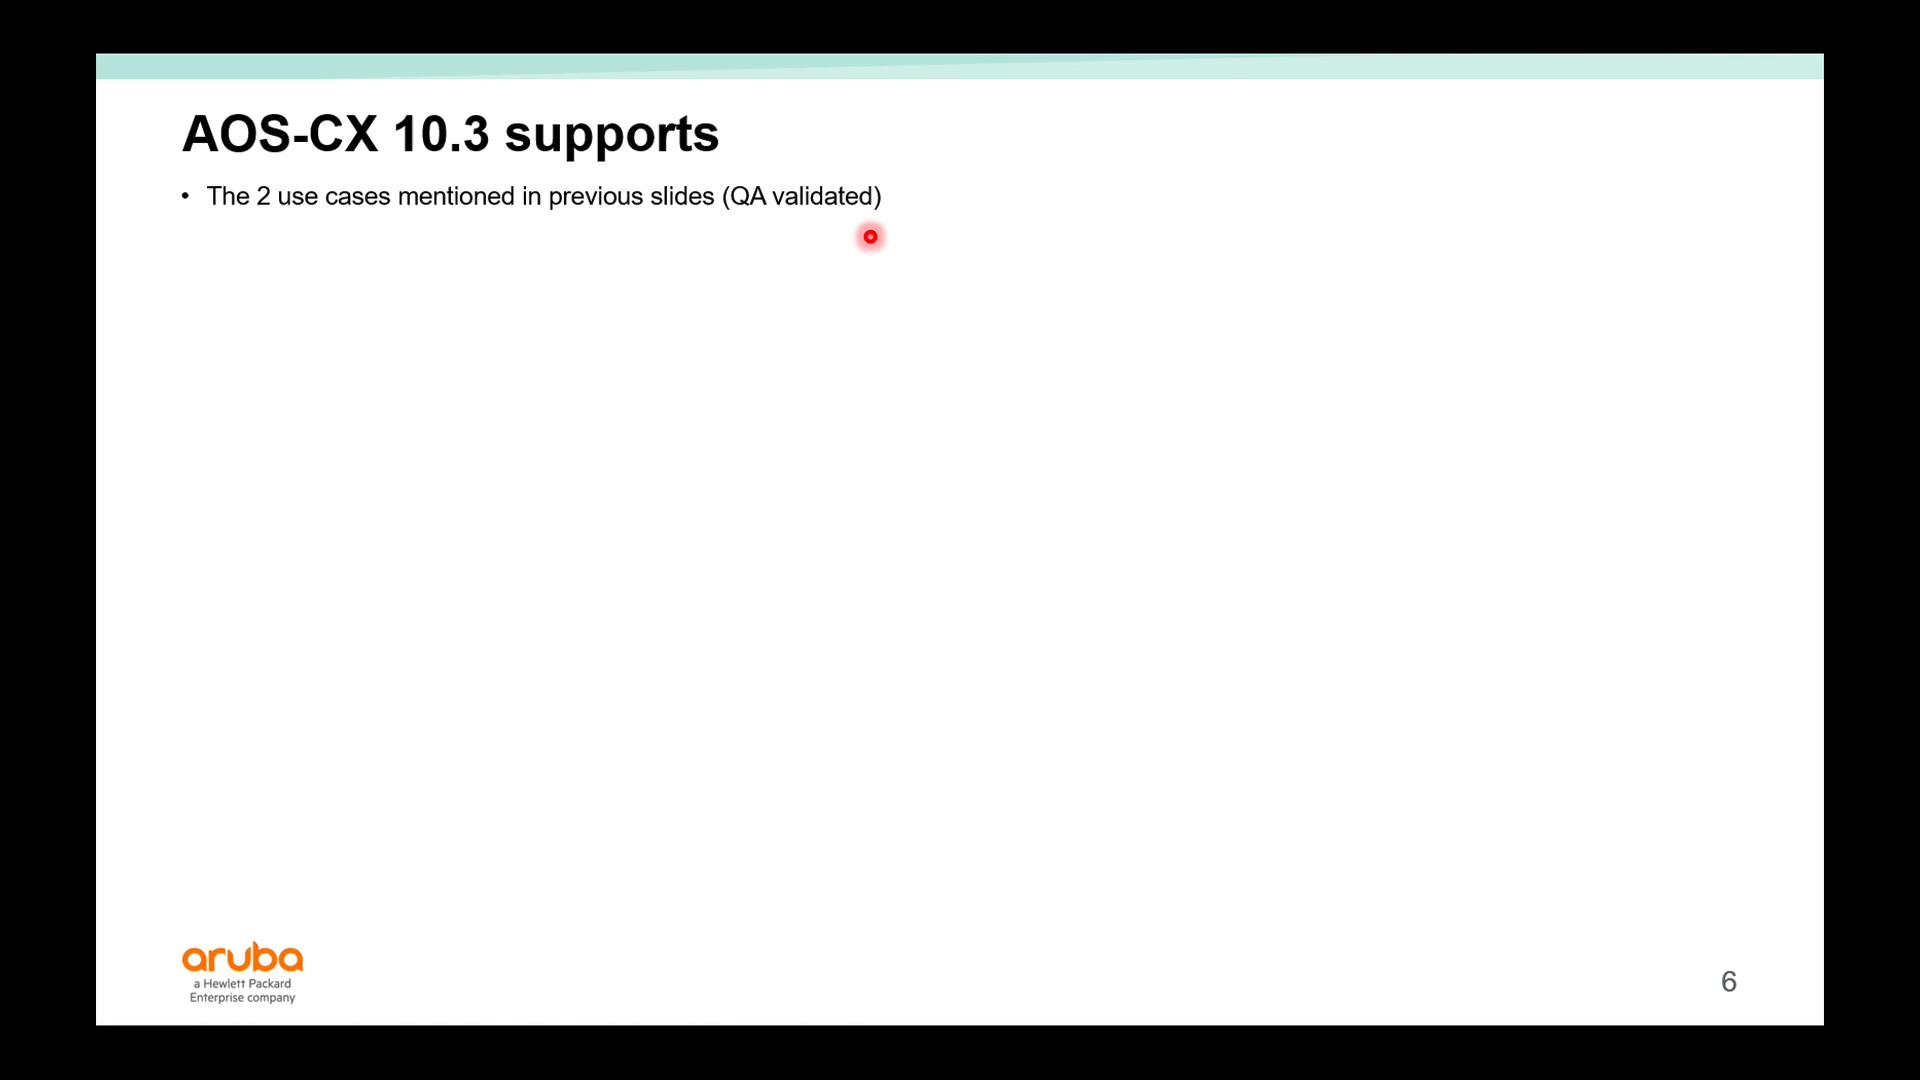 AOS-CX 10.3 supports
• The 2 use cases mentioned in previous slides (QA validated)
aruba
a Hewlett Packard
Enterprise company
6